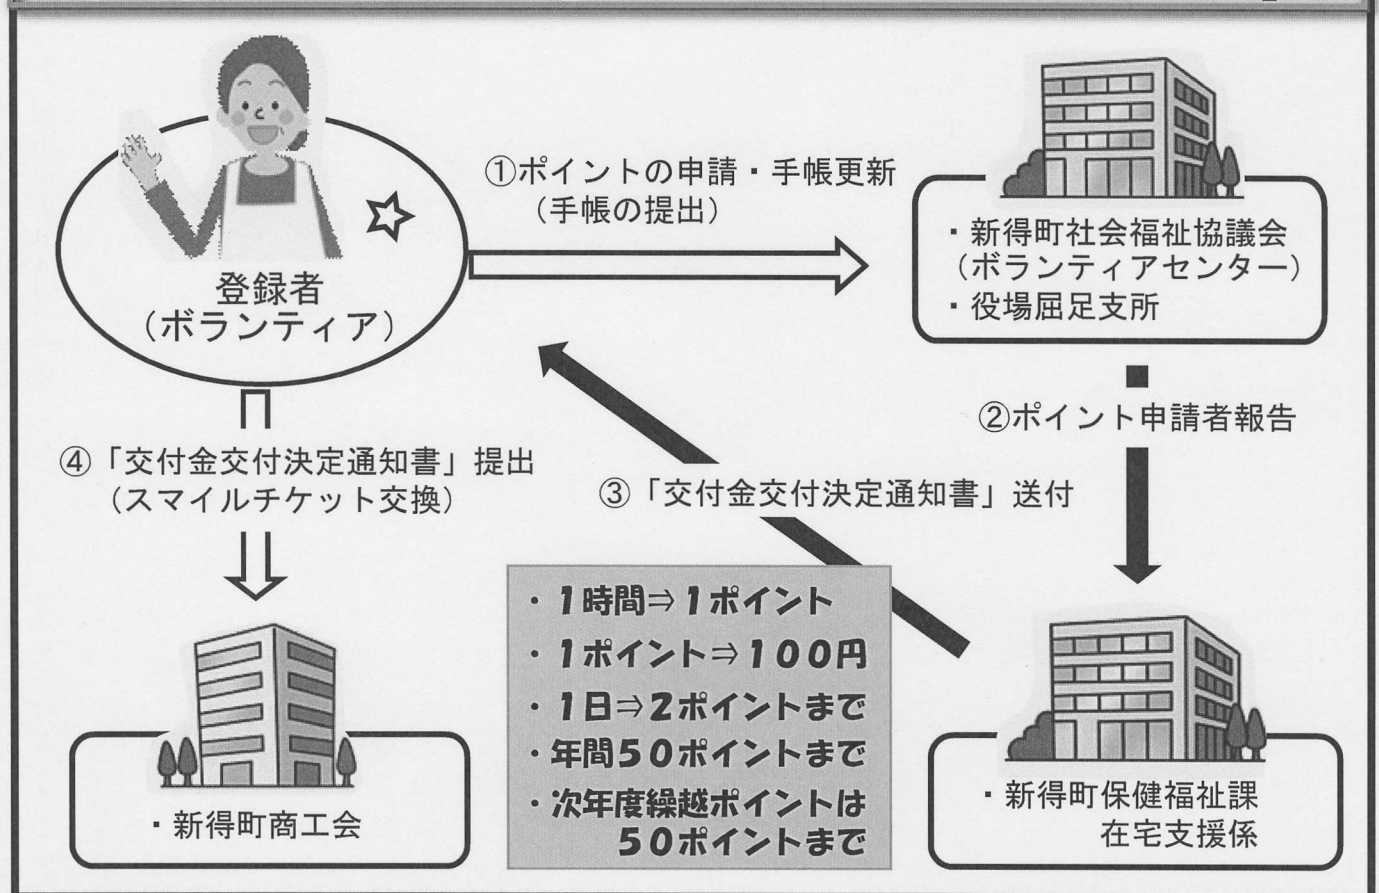 ①ポイントの申請・手帳更新
（手帳の提出）
登録者
（ボランティア）
・新得町社会福祉協議会
（ボランティアセンター）
・役場屈足支所
②ポイント申請者報告
④「交付金交付決定通知書」提出
（スマイルチケット交換）
③「交付金交付決定通知書」送付
・１時間⇒１ポイント
・１ポイント⇒１００円
・１日⇒２ポイントまで
・年間５０ポイントまで
・次年度繰越ポイントは
５０ポイントまで
・新得町商工会
・新得町保健福祉課
在宅支援係